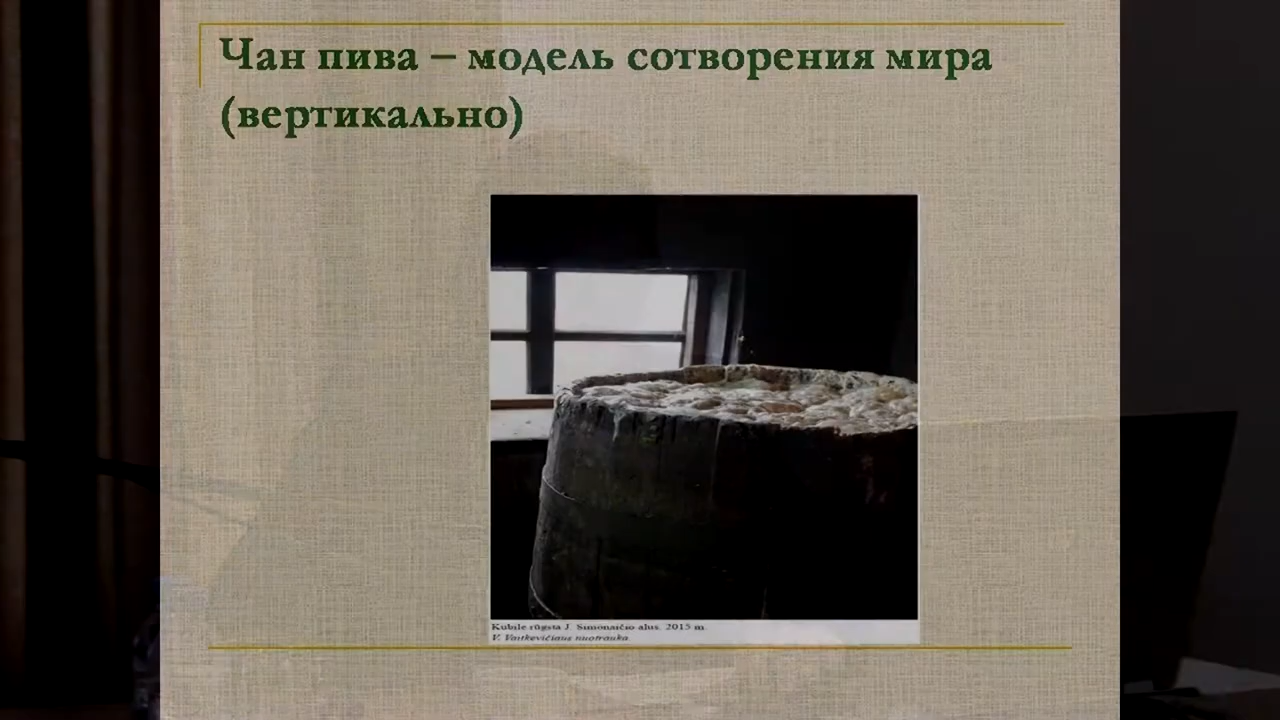 Чан пива – модель сотворения мира
(вертикально)
Kubile rūgsta J. Simonaičio alus. 2015 m.
V. Vaitkevičiaus nuotrauka.